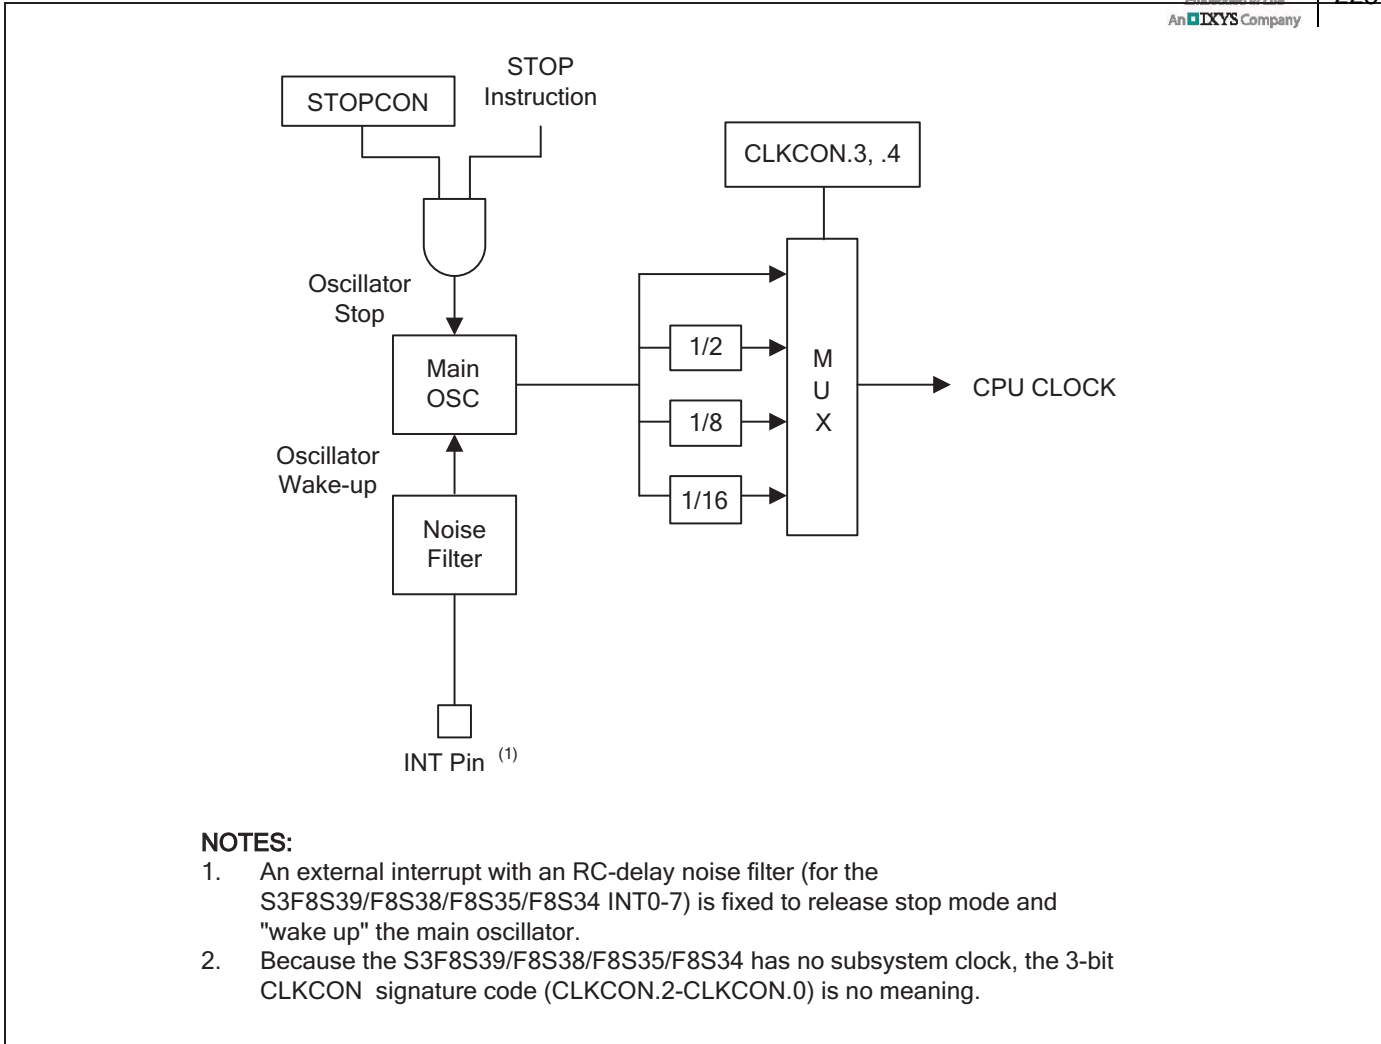 An IXYS Company
STOPCON
STOP
Instruction
CLKCON.3, .4
Oscillator
Stop
Main
OSC
1/2
1/8
1/16
M
U
X
CPU CLOCK
Oscillator
Wake-up
Noise
Filter
INT Pin (1)
NOTES:
1. An external interrupt with an RC-delay noise filter (for the
S3F8S39/F8S38/F8S35/F8S34 INT0-7) is fixed to release stop mode and
"wake up" the main oscillator.
2. Because the S3F8S39/F8S38/F8S35/F8S34 has no subsystem clock, the 3-bit
CLKCON signature code (CLKCON.2-CLKCON.0) is no meaning.